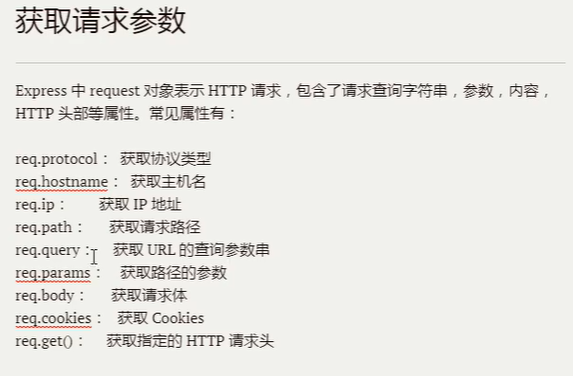 获取请求参数
Express 中 request 对象表示 HTTP 请求，包含了请求查询字符串，参数，内容，
HTTP 头部等属性。常见属性有：
req.protocol： 获取协议类型
req.hostname： 获取主机名
req.ip： 获取 IP 地址
req.path： 获取请求路径
req.query： 获取 URL 的查询参数串
req.params： 获取路径的参数
req.body： 获取请求体
req.cookies： 获取 Cookies
req.get()： 获取指定的 HTTP 请求头